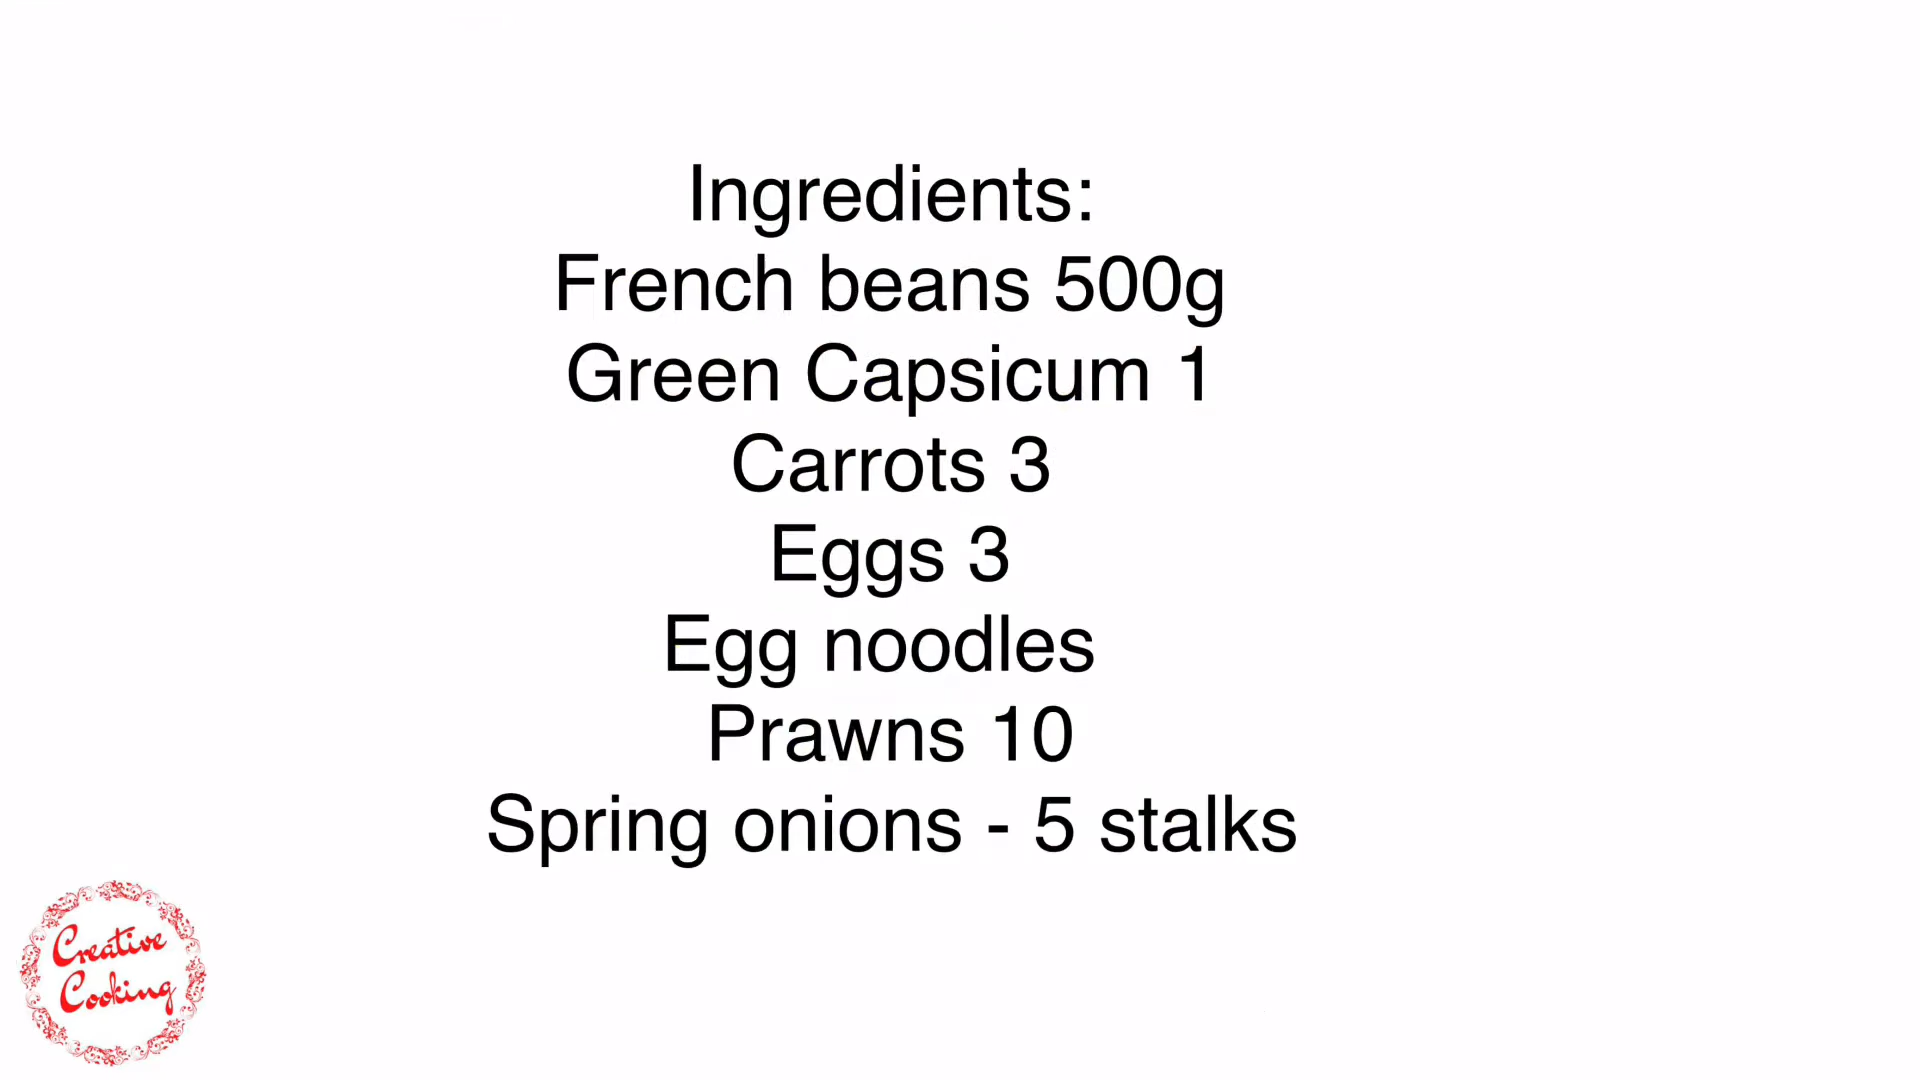 Ingredients:
French beans 500g
Green Capsicum 1
Carrots 3
Eggs 3
Egg noodles
Prawns 10
Spring onions - 5 stalks
Creative
Cooking